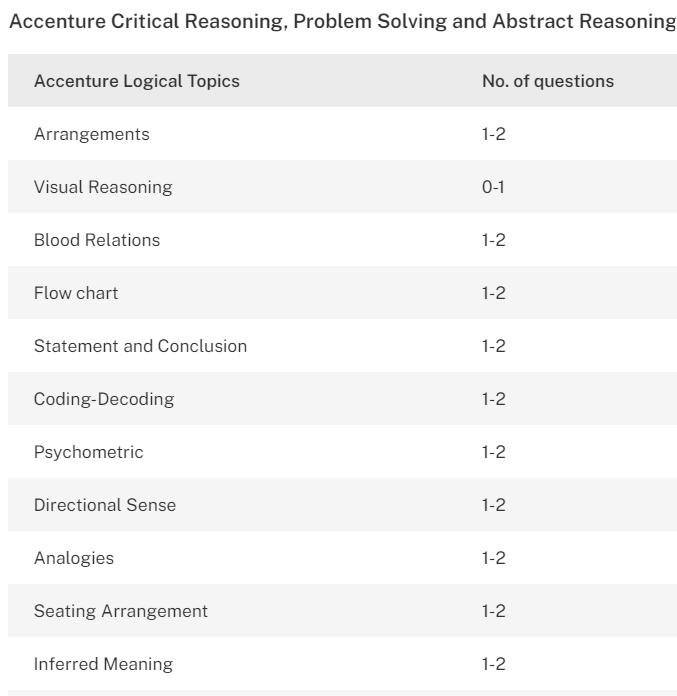 Accenture Critical Reasoning, Problem Solving and Abstract Reasoning
Accenture Logical Topics No. of questions
Arrangements 1-2
Visual Reasoning 0-1
Blood Relations 1-2
Flow chart 1-2
Statement and Conclusion 1-2
Coding-Decoding 1-2
Psychometric 1-2
Directional Sense 1-2
Analogies 1-2
Seating Arrangement 1-2
Inferred Meaning 1-2